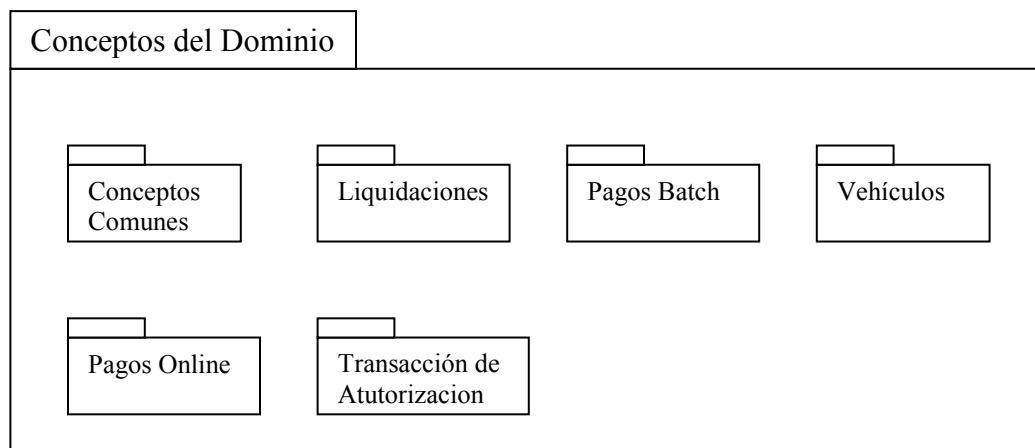 Conceptos del Dominio
Conceptos
Comunes
Liquidaciones
Pagos Batch
Vehículos
Pagos Online
Transacción de
Atutorizacion